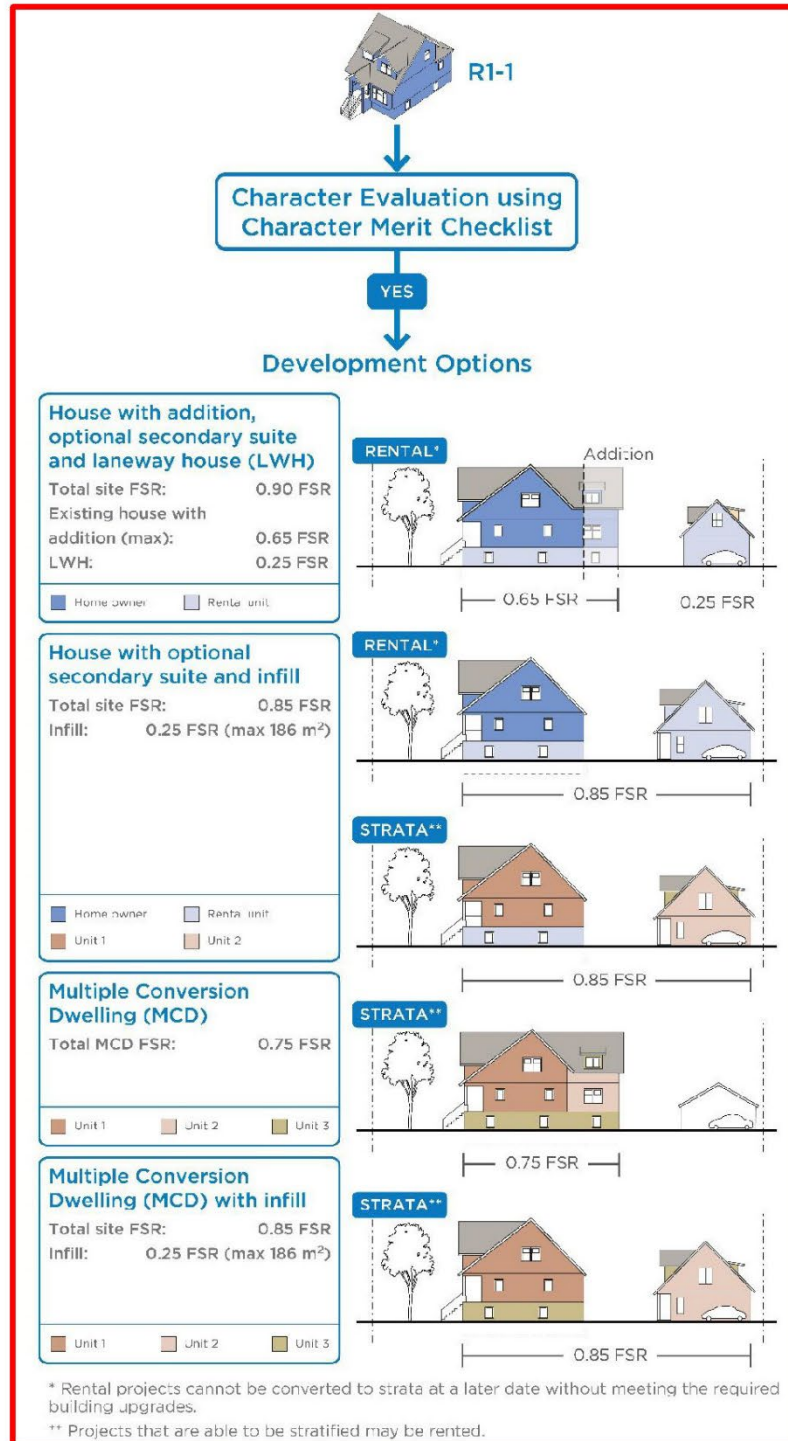 R1-1
Character Evaluation using
Character Merit Checklist
YES
Development Options
House with addition,
optional secondary suite
and laneway house (LWH)
Total site FSR: 0.90 FSR
Existing house with
addition (max): 0.65 FSR
LWH: 0.25 FSR
Home owner Rental unit
RENTAL*
Addition
0.65 FSR 0.25 FSR
House with optional
secondary suite and infill
Total site FSR: 0.85 FSR
Infill: 0.25 FSR (max 186 m²)
Home owner Rental unit
Unit 1 Unit 2
RENTAL*
0.85 FSR
STRATA**
0.85 FSR
Multiple Conversion
Dwelling (MCD)
Total MCD FSR: 0.75 FSR
Unit 1 Unit 2 Unit 3
STRATA**
0.75 FSR
Multiple Conversion
Dwelling (MCD) with infill
Total site FSR: 0.85 FSR
Infill: 0.25 FSR (max 186 m²)
Unit 1 Unit 2 Unit 3
STRATA**
0.85 FSR
* Rental projects cannot be converted to strata at a later date without meeting the required
building upgrades.
** Projects that are able to be stratified may be rented.